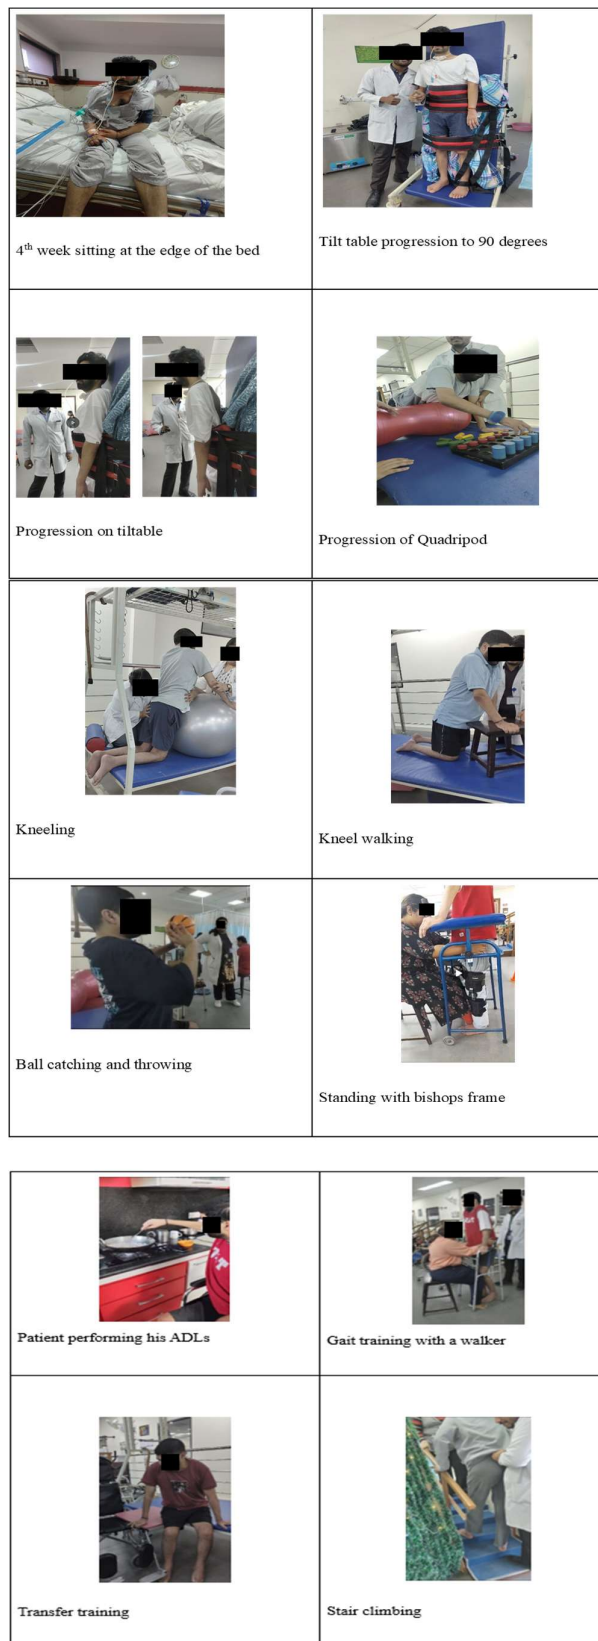 4th week sitting at the edge of the bed
Tilt table progression to 90 degrees
Progression on tiltable
Progression of Quadripod
Kneeling
Kneel walking
Ball catching and throwing
Standing with bishops frame
Patient performing his ADLs
Gait training with a walker
Transfer training
Stair climbing